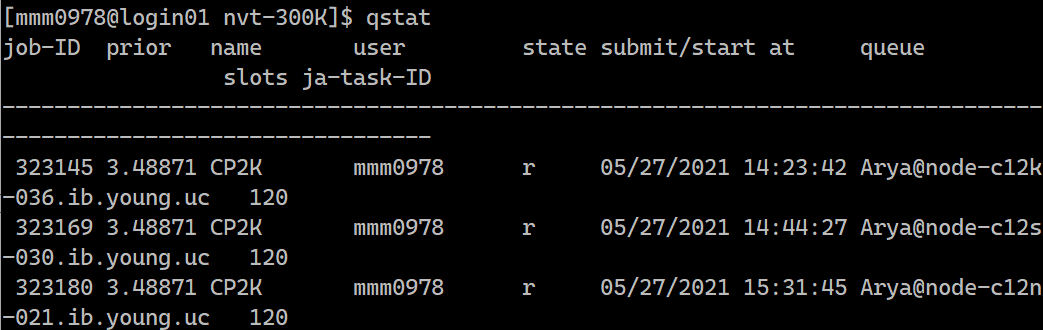 [mmm0978@login01 nvt-300K]$ qstat
job-ID  prior   name       user         state submit/start at     queue
                 slots ja-task-ID
--------------------------------------------------------------------------------
---------------------------------
 323145 3.48871 CP2K       mmm0978      r     05/27/2021 14:23:42 Arya@node-c12k
-036.ib.young.uc   120
 323169 3.48871 CP2K       mmm0978      r     05/27/2021 14:44:27 Arya@node-c12s
-030.ib.young.uc   120
 323180 3.48871 CP2K       mmm0978      r     05/27/2021 15:31:45 Arya@node-c12n
-021.ib.young.uc   120